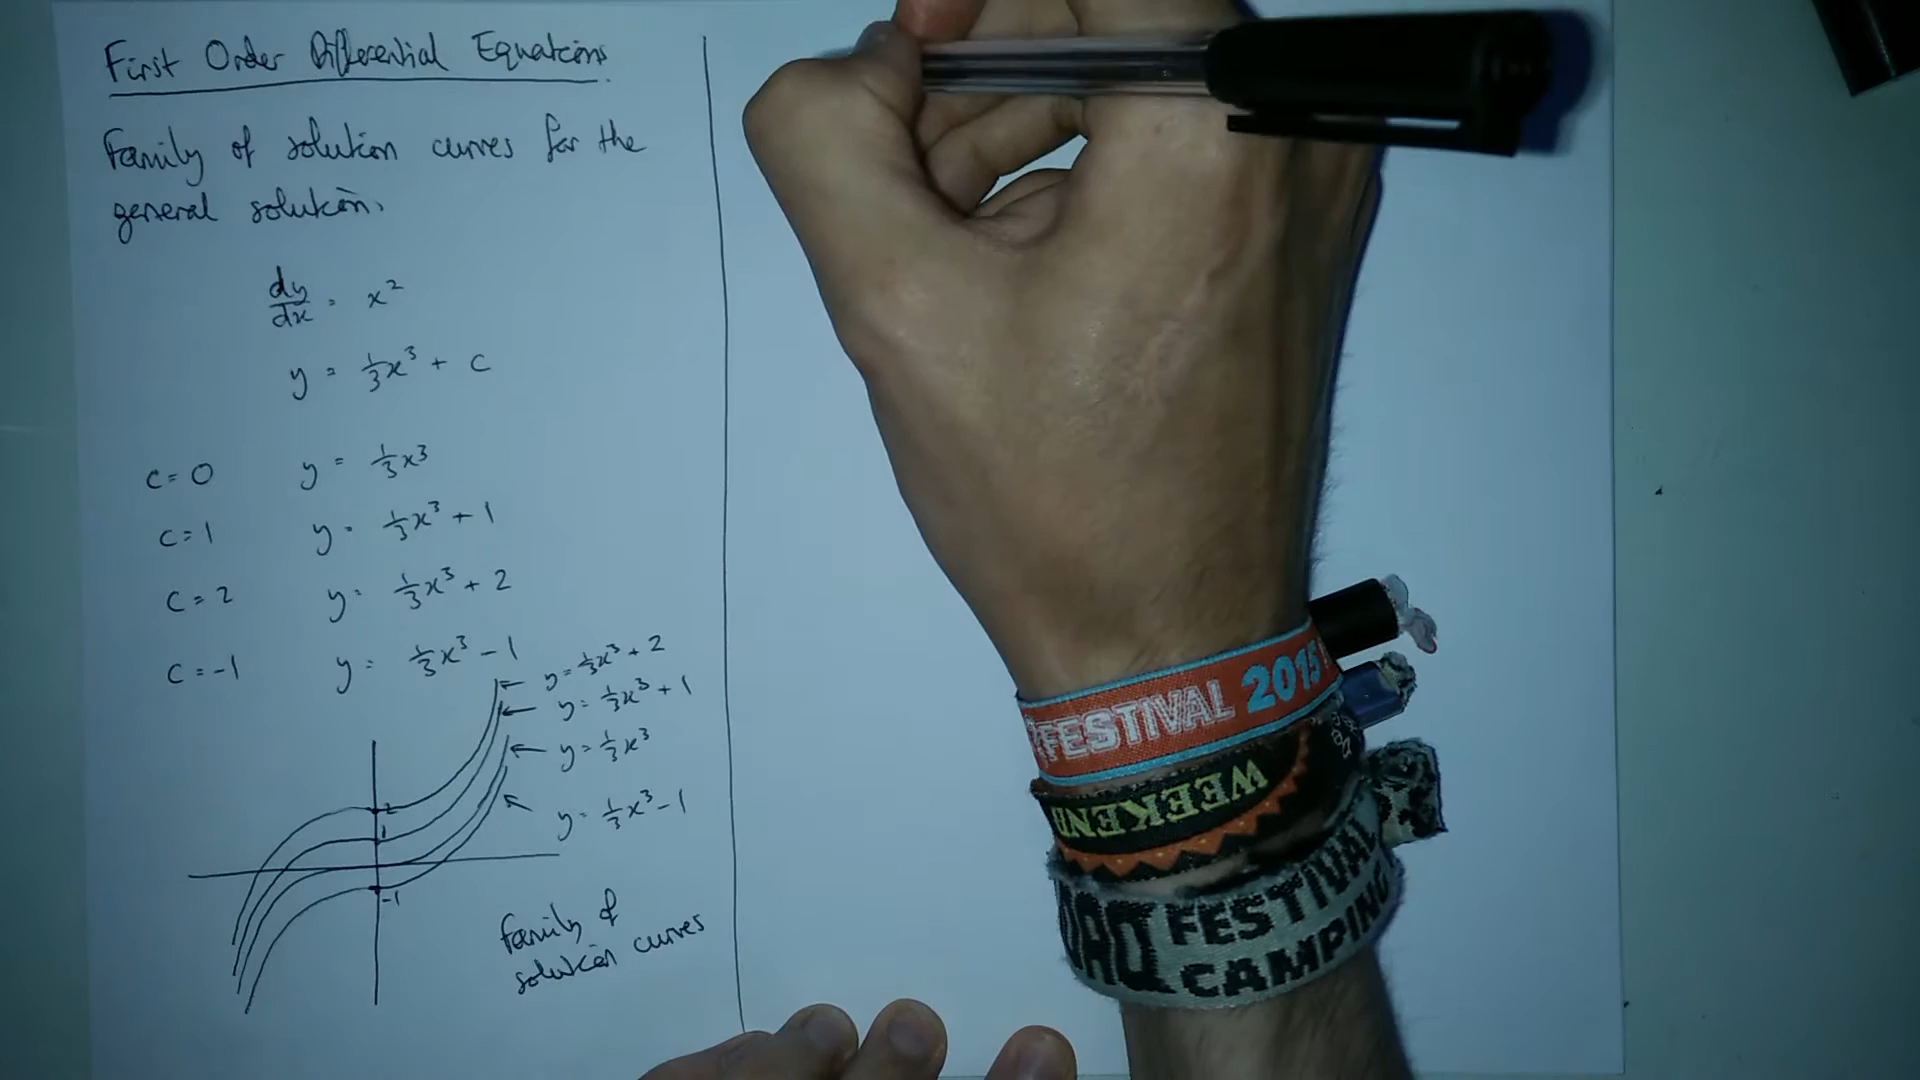 First Order Differential Equations
Family of solution curves for the
general solution.
dy/dx = x²
y = 1/3x³ + c
c = 0 y = 1/3x³
c = 1 y = 1/3x³ + 1
c = 2 y = 1/3x³ + 2
c = -1 y = 1/3x³ - 1
y = 1/3x³ + 2
y = 1/3x³ + 1
y = 1/3x³
y = 1/3x³ - 1
2
1
-1
Family of
solution curves
FESTIVAL 2015
WEEKEND
FESTIVAL
CAMPING